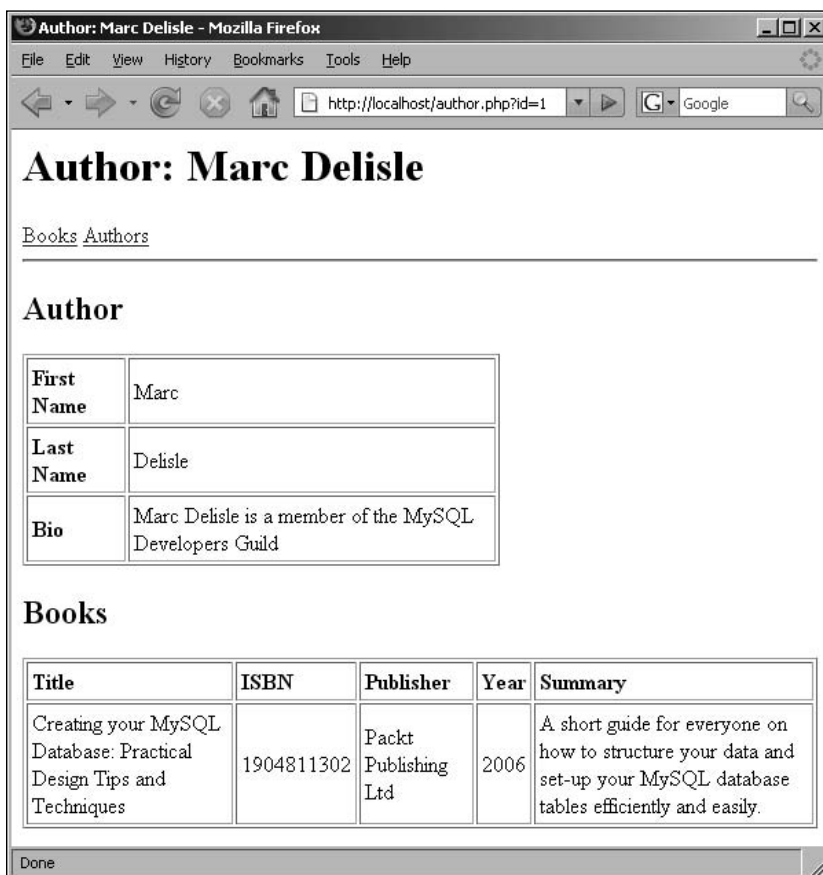 Author: Marc Delisle - Mozilla Firefox
File Edit View History Bookmarks Tools Help
http://localhost/author.php?id=1 G Google
Author: Marc Delisle
Books Authors
Author
First
Name
Marc
Last
Name
Delisle
Bio
Marc Delisle is a member of the MySQL
Developers Guild
Books
Title ISBN Publisher Year Summary
Creating your MySQL
Database: Practical
Design Tips and
Techniques
1904811302
Packt
Publishing
Ltd
2006
A short guide for everyone on
how to structure your data and
set-up your MySQL database
tables efficiently and easily.
Done